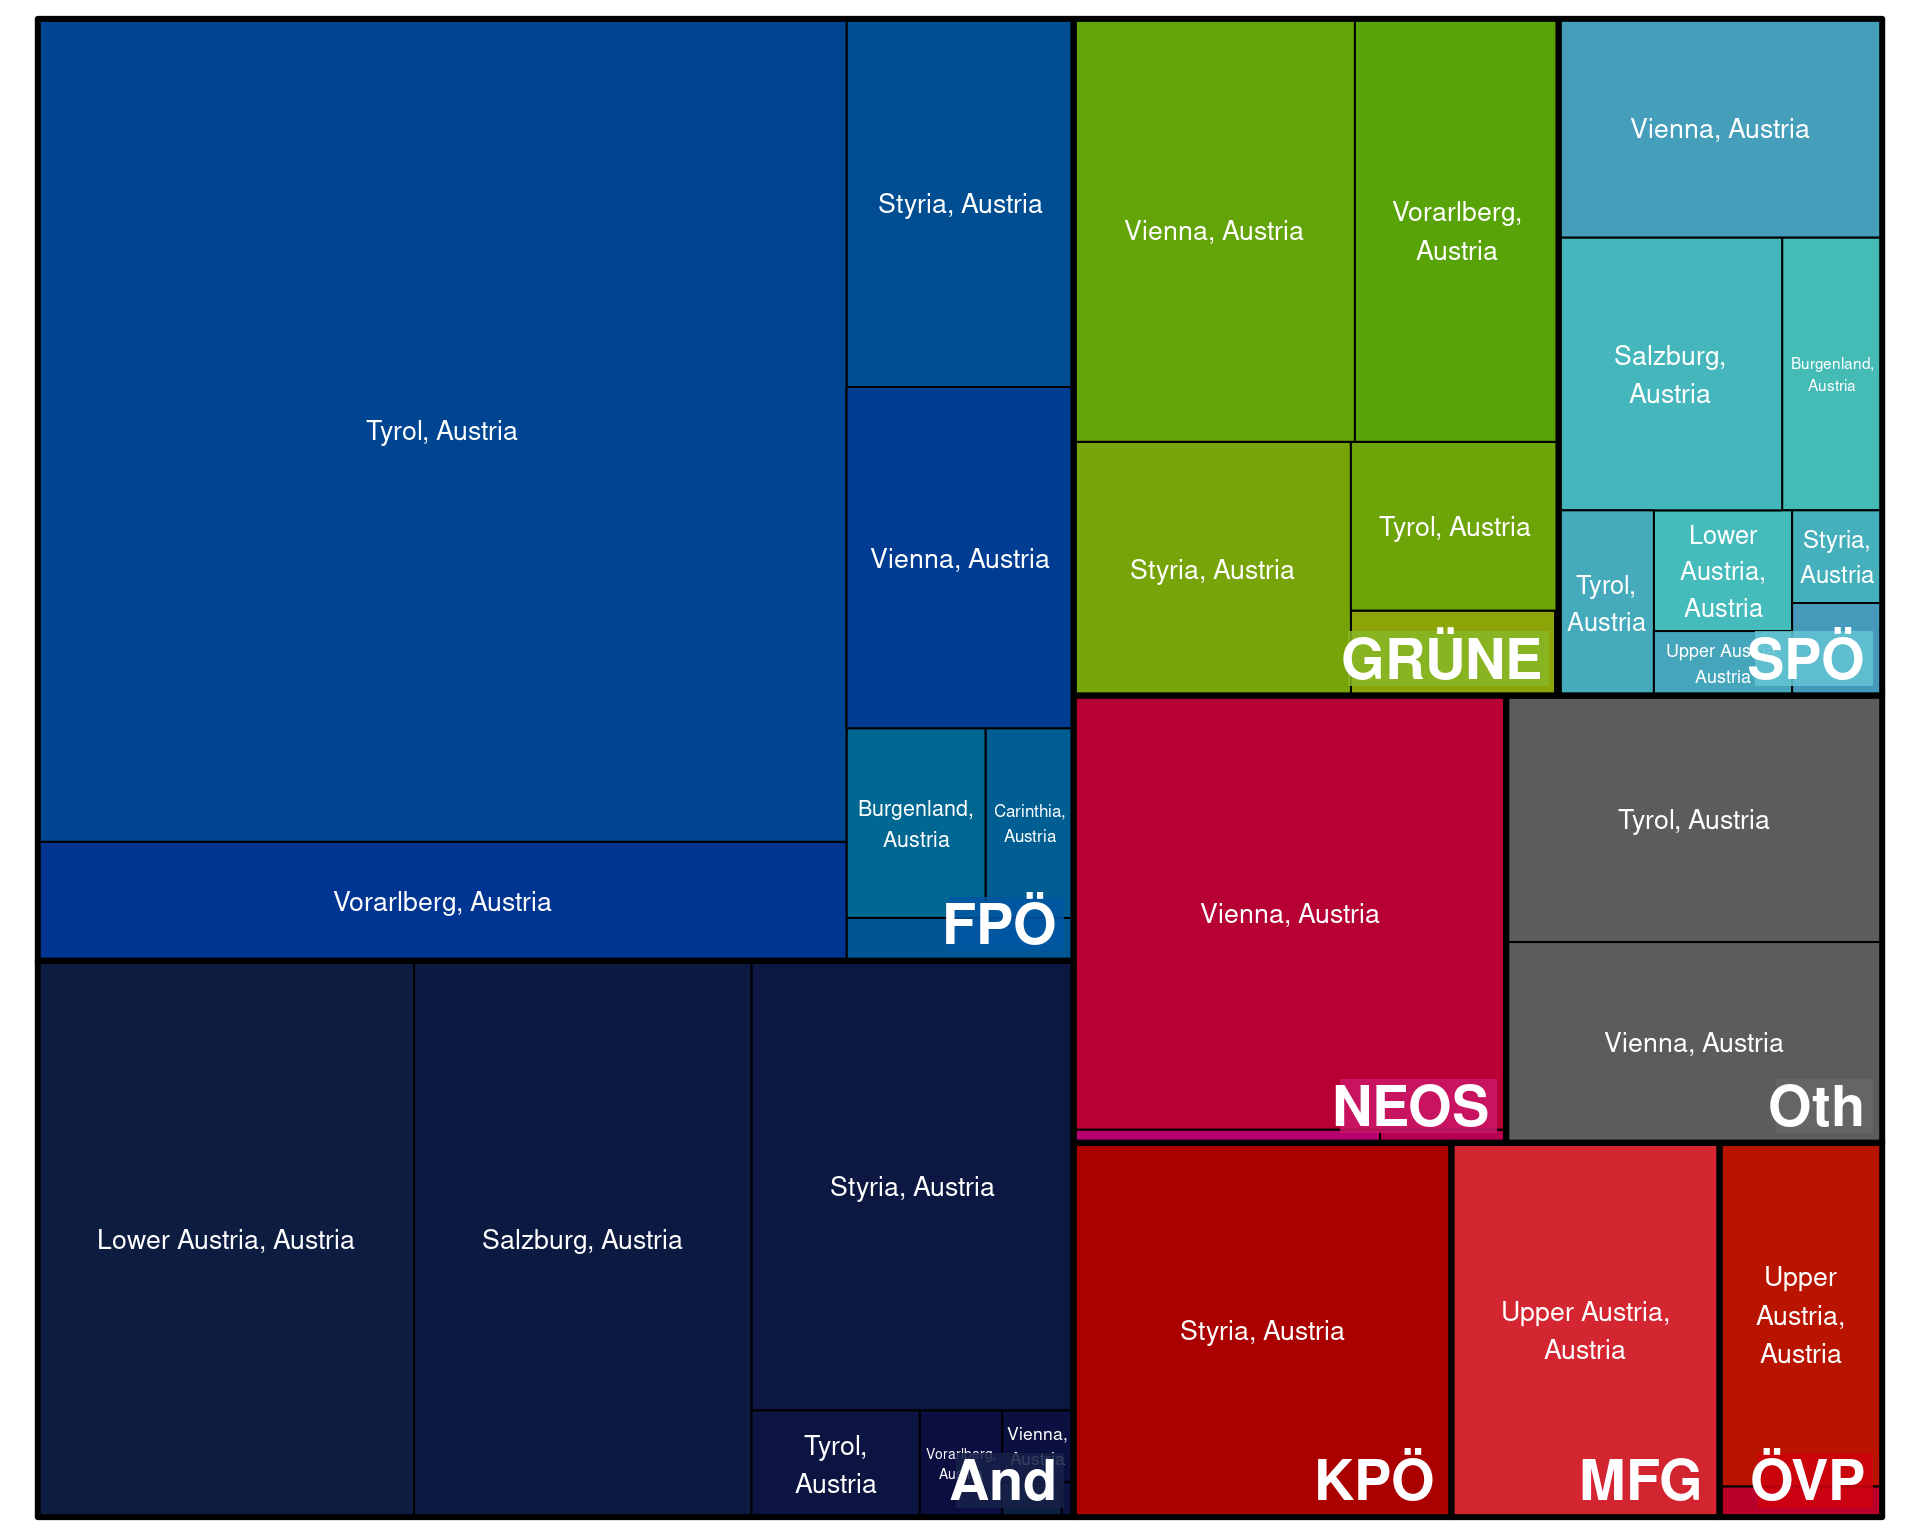 Tyrol, Austria
Styria, Austria
Vienna, Austria
Burgenland,
Austria
Carinthia,
Austria
Vorarlberg, Austria
FPÖ
Lower Austria, Austria
Salzburg, Austria
Styria, Austria
Tyrol,
Austria
Vorarlberg,
Vienna,
Austria
And
Vienna, Austria
Vorarlberg,
Austria
Styria, Austria
Tyrol, Austria
GRÜNE
Vienna, Austria
Salzburg,
Austria
Burgenland,
Austria
Tyrol,
Austria
Lower
Austria,
Austria
Styria,
Austria
Upper
Austria
SPÖ
Vienna, Austria
NEOS
Tyrol, Austria
Vienna, Austria
Oth
Styria, Austria
KPÖ
Upper Austria,
Austria
MFG
Upper
Austria,
Austria
ÖVP